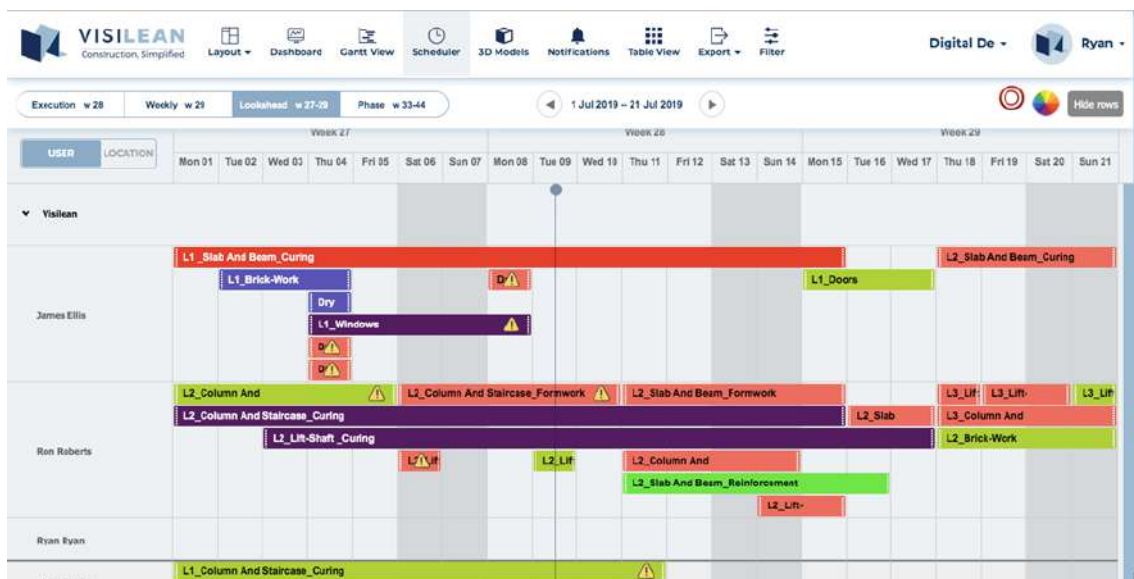 VISILEAN
Construction, Simplified
Layout Dashboard Gantt View Scheduler 3D Models Notifications Table View Export Filter
Digital De Ryan
Execution w 28 Weekly w 29 Lookahead w 27-29 Phase w 33-44
1 Jul 2019 – 21 Jul 2019
Hide rows
Week 27 Week 28 Week 29
USER LOCATION
Mon 01 Tue 02 Wed 03 Thu 04 Fri 05 Sat 06 Sun 07 Mon 08 Tue 09 Wed 10 Thu 11 Fri 12 Sat 13 Sun 14 Mon 15 Tue 16 Wed 17 Thu 18 Fri 19 Sat 20 Sun 21
Visilean
L1_Slab And Beam_Curing L2_Slab And Beam_Curing
L1_Brick-Work L1_Doors
Dry
James Ellis
L1_Windows
L2_Column And L2_Column And Staircase_Formwork L2_Slab And Beam_Formwork L3_Lift L3_Lift- L3_Lift
L2_Column And Staircase_Curing L2_Slab L3_Column And
L2_Lift-Shaft _Curing L2_Brick-Work
Ron Roberts
L2_Lif L2_Column And
L2_Slab And Beam_Reinforcement
L2_Lift-
Ryan Ryan
L1_Column And Staircase_Curing